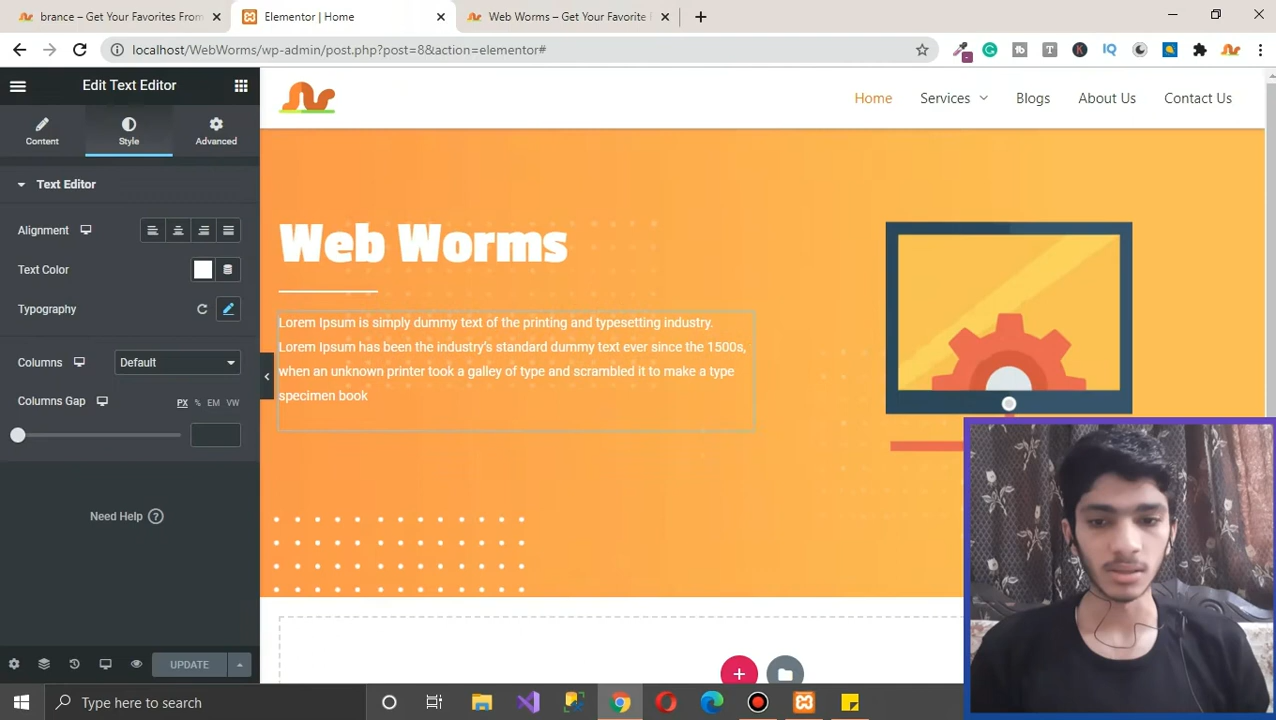 brance – Get Your Favorites From
Elementor | Home
Web Worms – Get Your Favorite
localhost/WebWorms/wp-admin/post.php?post=8&action=elementor#
Edit Text Editor
Home
Services
Blogs
About Us
Contact Us
Content
Style
Advanced
Text Editor
Alignment
Text Color
Typography
Columns
Default
Columns Gap
PX % EM VW
Need Help
UPDATE
Web Worms
Lorem Ipsum is simply dummy text of the printing and typesetting industry.
Lorem Ipsum has been the industry's standard dummy text ever since the 1500s,
when an unknown printer took a galley of type and scrambled it to make a type
specimen book
Type here to search